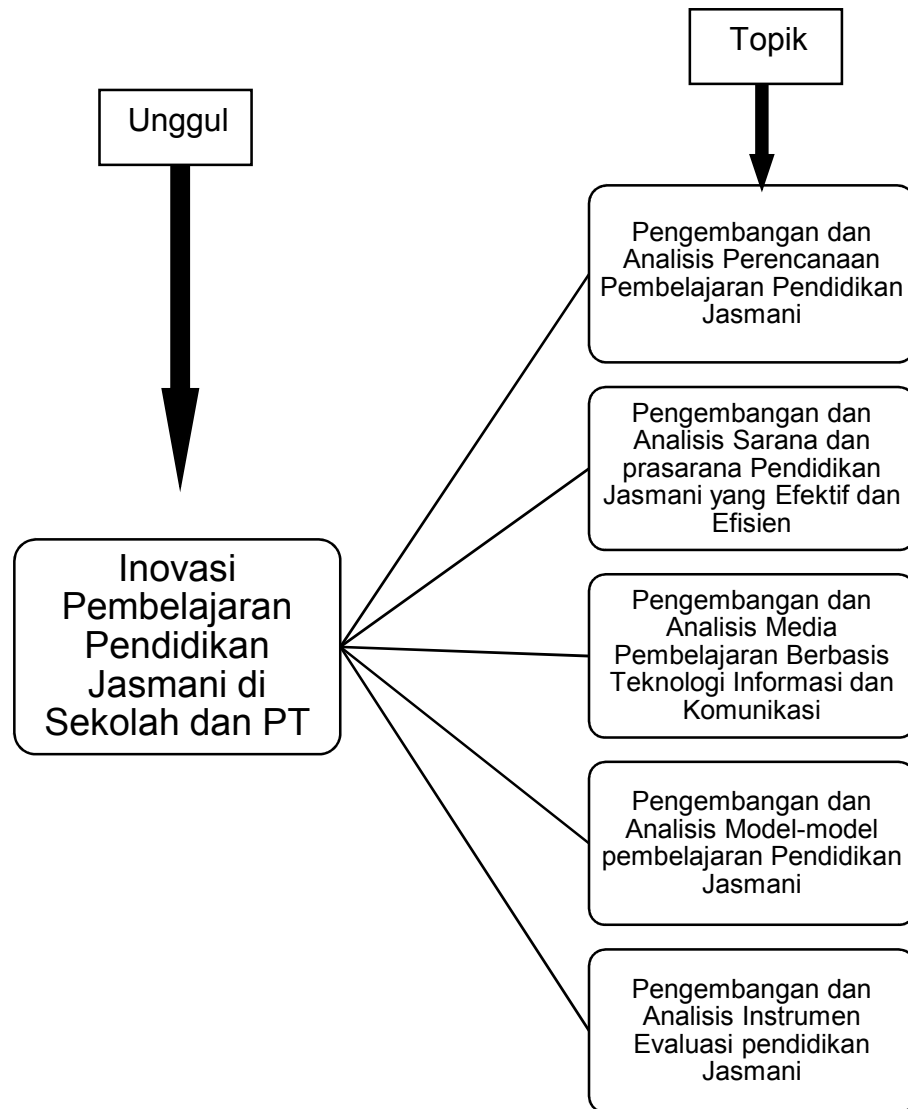 Topik
Unggul
Pengembangan dan
Analisis Perencanaan
Pembelajaran Pendidikan
Jasmani
Pengembangan dan
Analisis Sarana dan
prasarana Pendidikan
Jasmani yang Efektif dan
Efisien
Inovasi
Pembelajaran
Pendidikan
Jasmani di
Sekolah dan PT
Pengembangan dan
Analisis Media
Pembelajaran Berbasis
Teknologi Informasi dan
Komunikasi
Pengembangan dan
Analisis Model-model
pembelajaran Pendidikan
Jasmani
Pengembangan dan
Analisis Instrumen
Evaluasi pendidikan
Jasmani